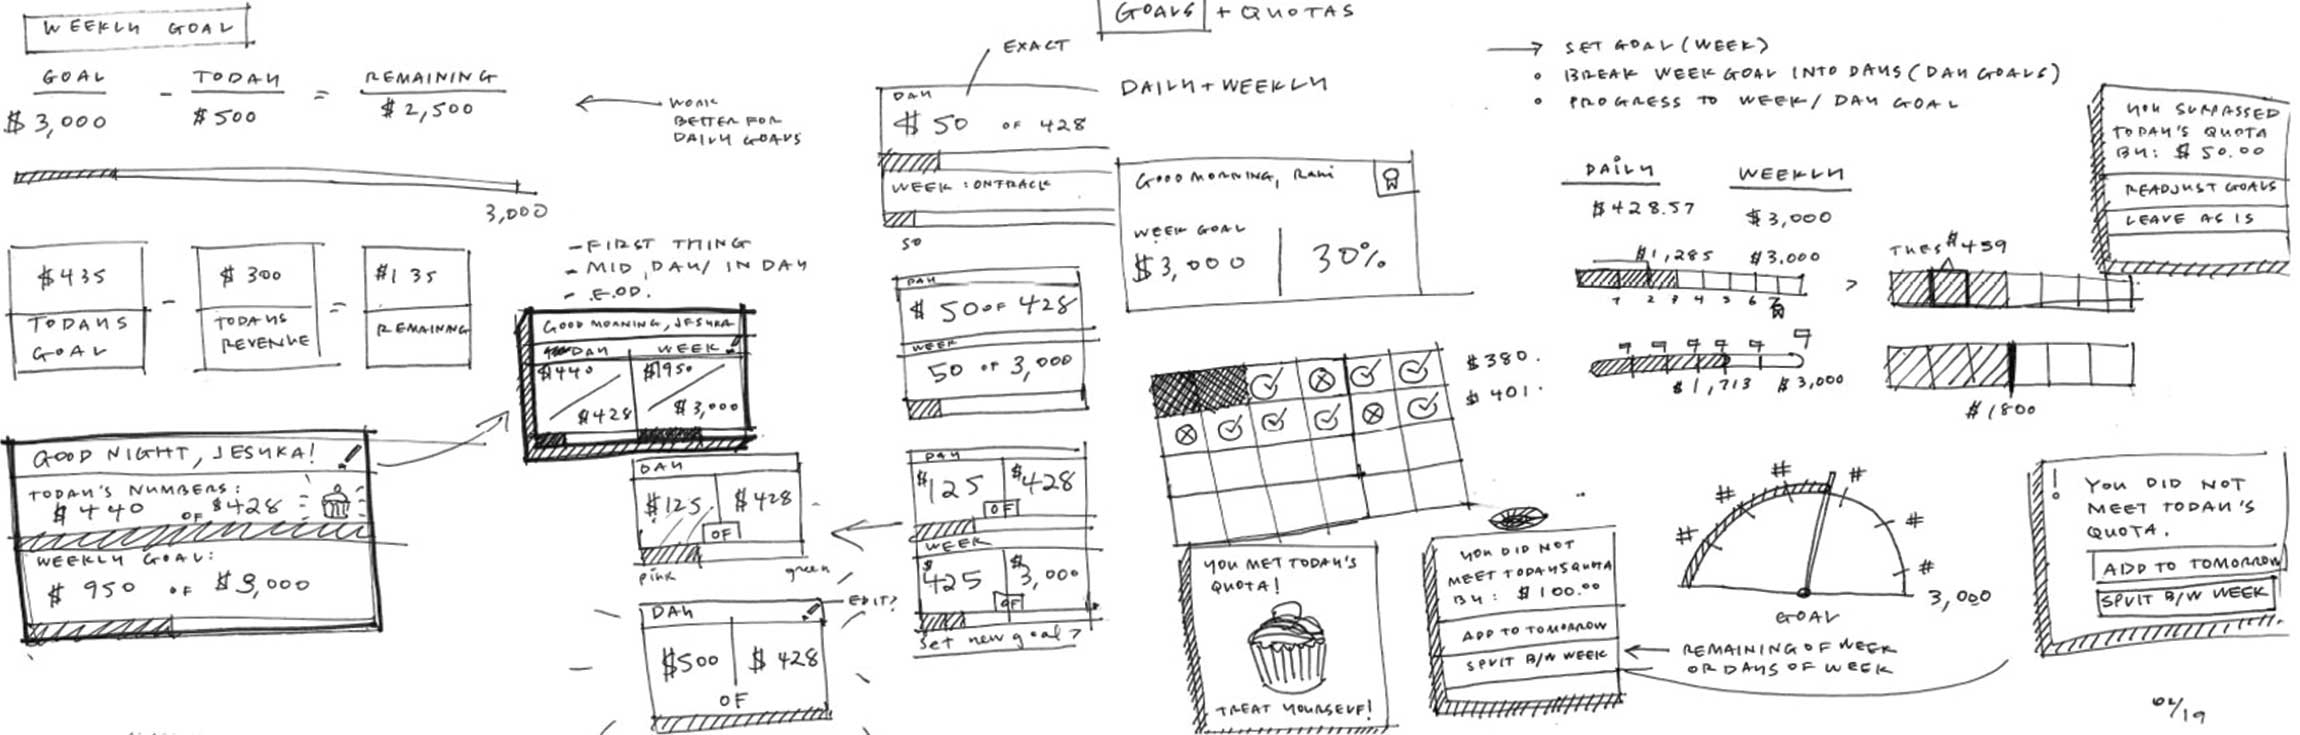 WEEKLY GOAL
GOAL - TODAY = REMAINING
$3,000 $500 $2,500
3,000
WORK
BETTER FOR
DAILY GOALS
$435 - $300 = $135
TODAYS
GOAL
TODAYS
REVENUE
REMAINING
GOOD NIGHT, JESYKA!
TODAY'S NUMBERS:
$440 OF $428
WEEKLY GOAL:
$950 OF $3,000
- FIRST THING
- MID DAY/ IN DAY
- E.O.D.
GOOD MORNING, JESYKA
DAY WEEK
$440 $1950
$428 $3,000
DAY
$125 $428
OF
pink green
DAY
EDIT?
$500 $428
OF
GOALS + QUOTAS
EXACT
DAILY + WEEKLY
DAY
$50 OF 428
WEEK: ONTRACK
50
DAY
$50 OF 428
WEEK
50 OF 3,000
DAY
$125 $428
OF
WEEK
$425 $3,000
OF
Set new goal >
GOOD MORNING, RAMI
WEEK GOAL
$3,000 30%
$380.
$401.
YOU MET TODAY'S
QUOTA!
TREAT YOURSELF!
YOU DID NOT
MEET TODAYS QUOTA
BY: $100.00
ADD TO TOMORROW
SPLIT B/W WEEK
REMAINING OF WEEK
OR DAYS OF WEEK
→ SET GOAL (WEEK)
• BREAK WEEK GOAL INTO DAYS (DAY GOALS)
• PROGRESS TO WEEK/ DAY GOAL
DAILY WEEKLY
$428.57 $3,000
$1,285 $3,000
1 2 3 4 5 6 7
>
THES $459
$1,713 $3,000
$1800
# # # # # #
3,000
GOAL
YOU SURPASSED
TODAY'S QUOTA
BY: $50.00
READJUST GOALS
LEAVE AS IS
! YOU DID NOT
MEET TODAY'S
QUOTA.
ADD TO TOMORROW
SPLIT B/W WEEK
02/19